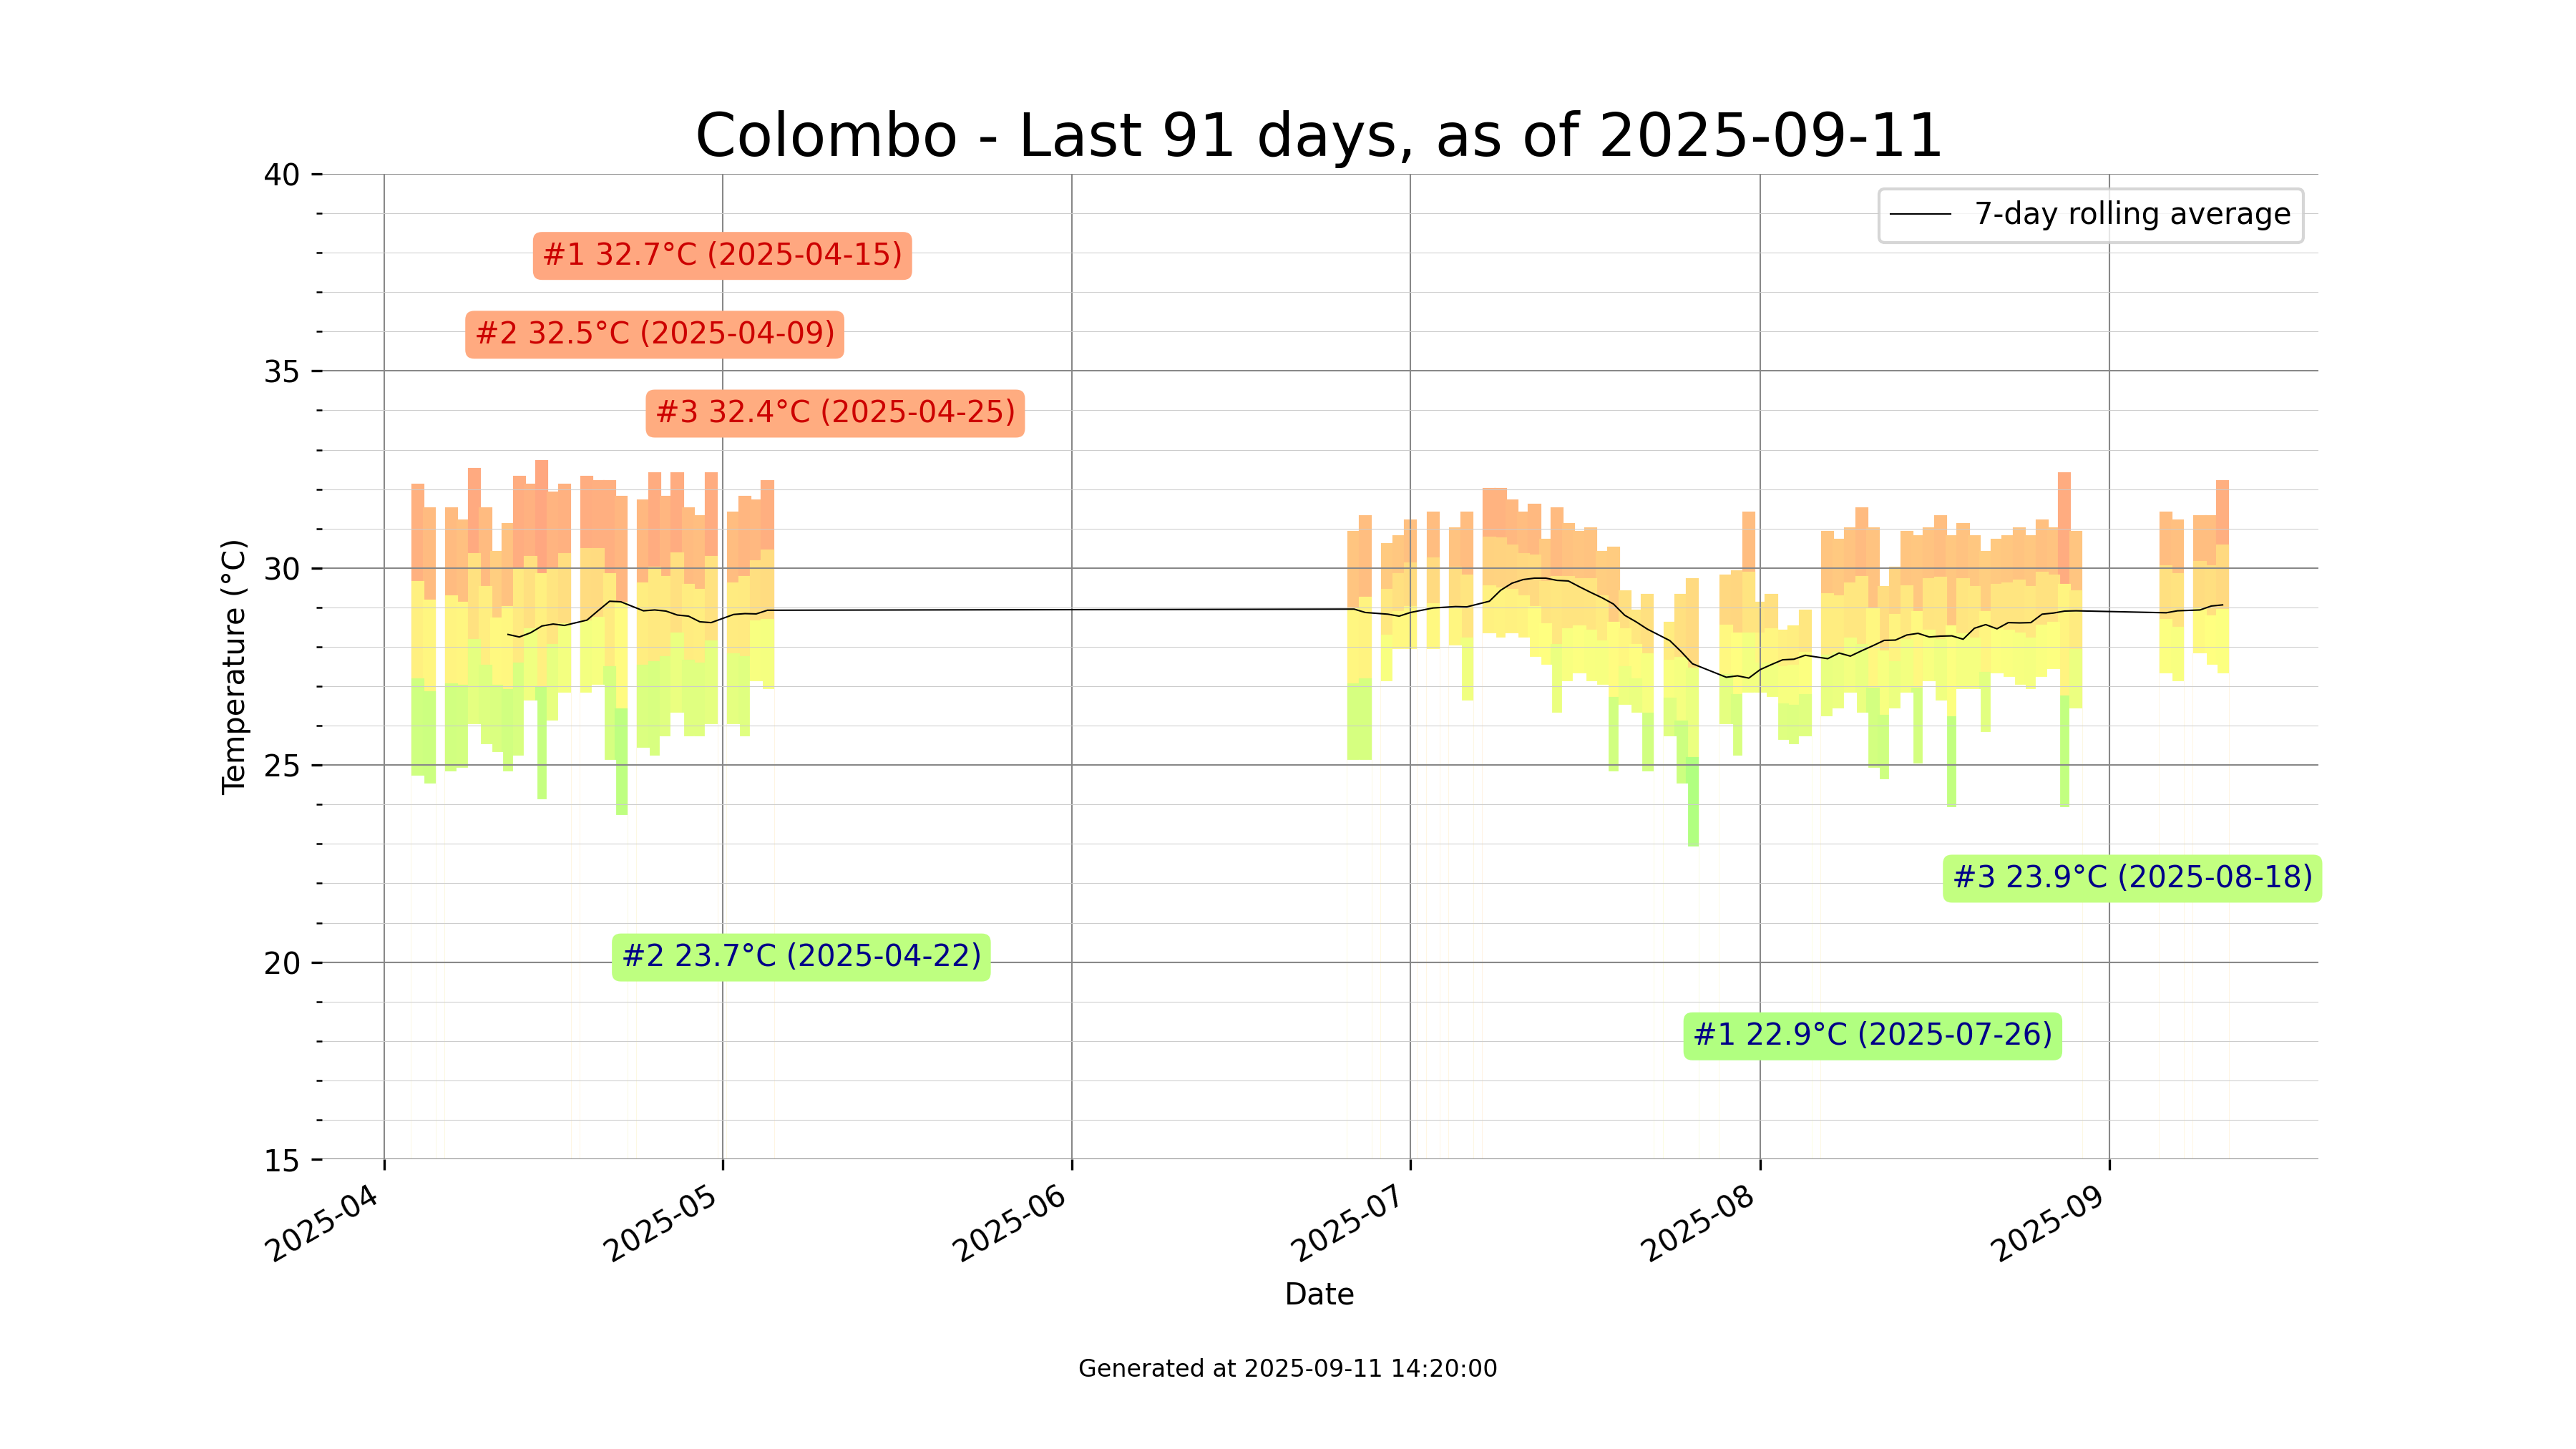 Colombo - Last 91 days, as of 2025-09-11
7-day rolling average
#1 32.7°C (2025-04-15)
#2 32.5°C (2025-04-09)
#3 32.4°C (2025-04-25)
#3 23.9°C (2025-08-18)
#2 23.7°C (2025-04-22)
#1 22.9°C (2025-07-26)
Temperature (°C)
40
35
30
25
20
15
2025-04
2025-05
2025-06
2025-07
2025-08
2025-09
Date
Generated at 2025-09-11 14:20:00